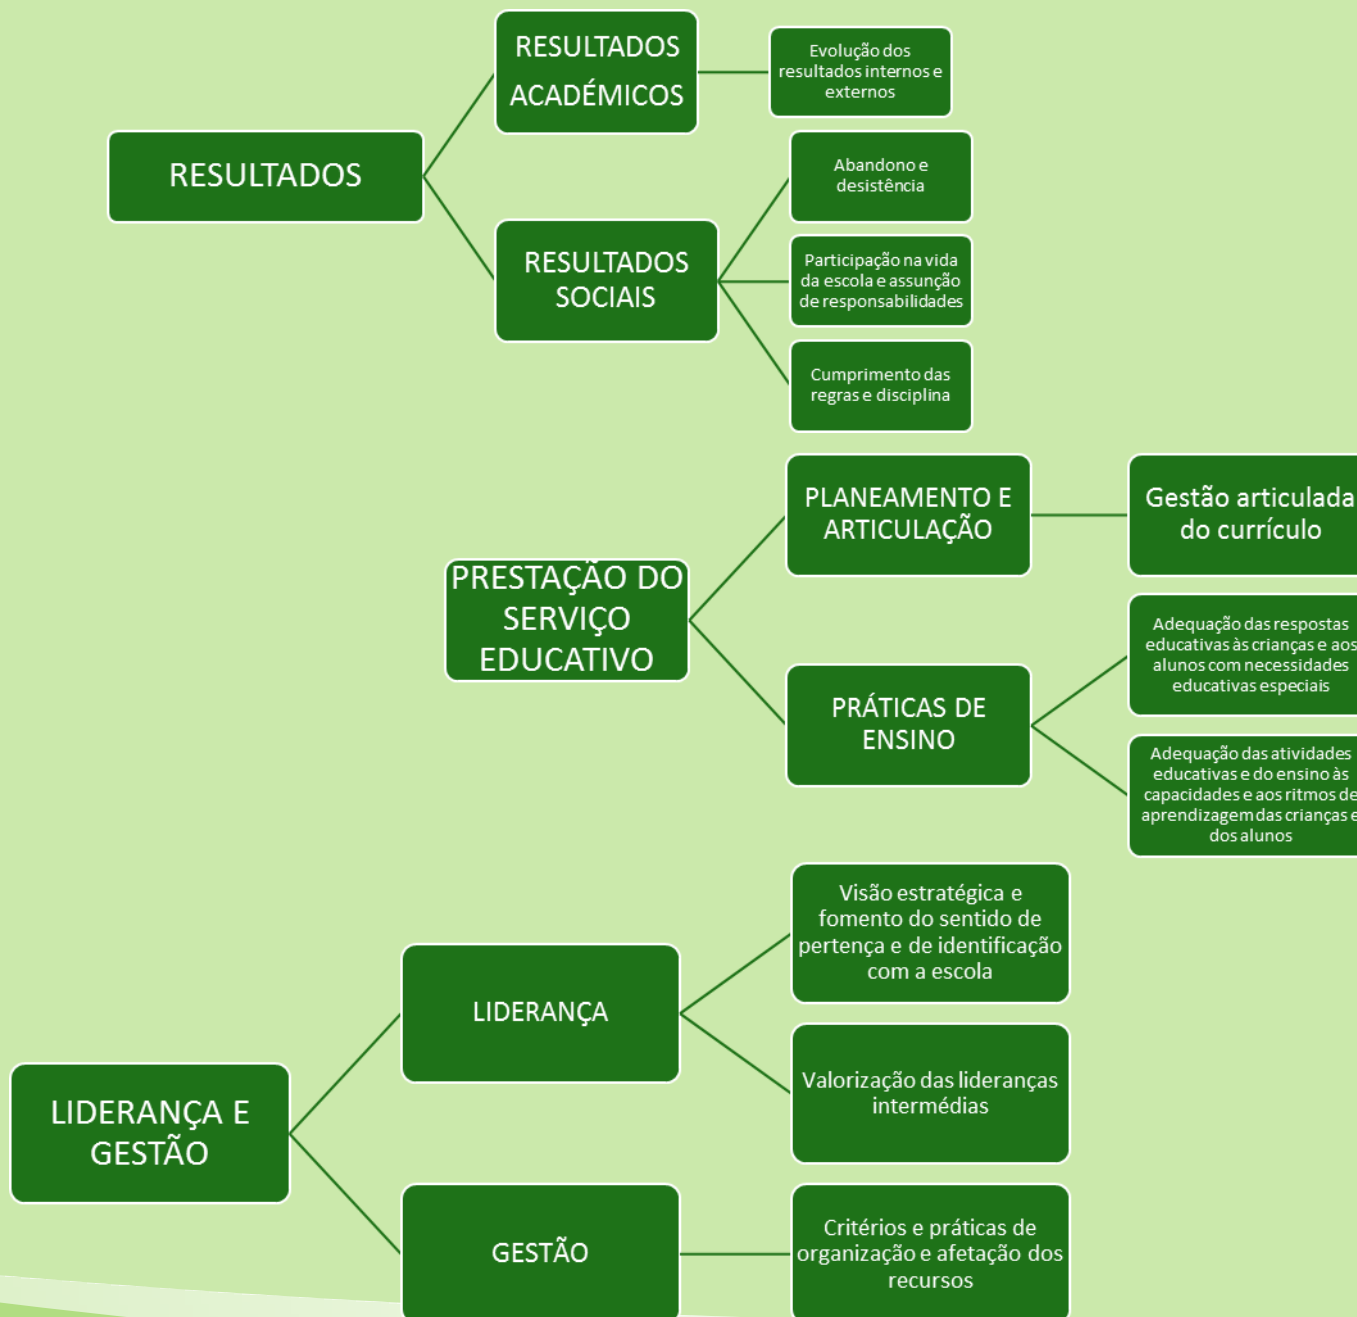 RESULTADOS
RESULTADOS
ACADÉMICOS
Evolução dos
resultados internos e
externos
RESULTADOS
SOCIAIS
Abandono e
desistência
Participação na vida
da escola e assunção
de responsabilidades
Cumprimento das
regras e disciplina
PRESTAÇÃO DO
SERVIÇO
EDUCATIVO
PLANEAMENTO E
ARTICULAÇÃO
Gestão articulada
do currículo
PRÁTICAS DE
ENSINO
Adequação das respostas
educativas às crianças e aos
alunos com necessidades
educativas especiais
Adequação das atividades
educativas e do ensino às
capacidades e aos ritmos de
aprendizagem das crianças e
dos alunos
LIDERANÇA E
GESTÃO
LIDERANÇA
Visão estratégica e
fomento do sentido de
pertença e de identificação
com a escola
Valorização das lideranças
intermédias
GESTÃO
Critérios e práticas de
organização e afetação dos
recursos